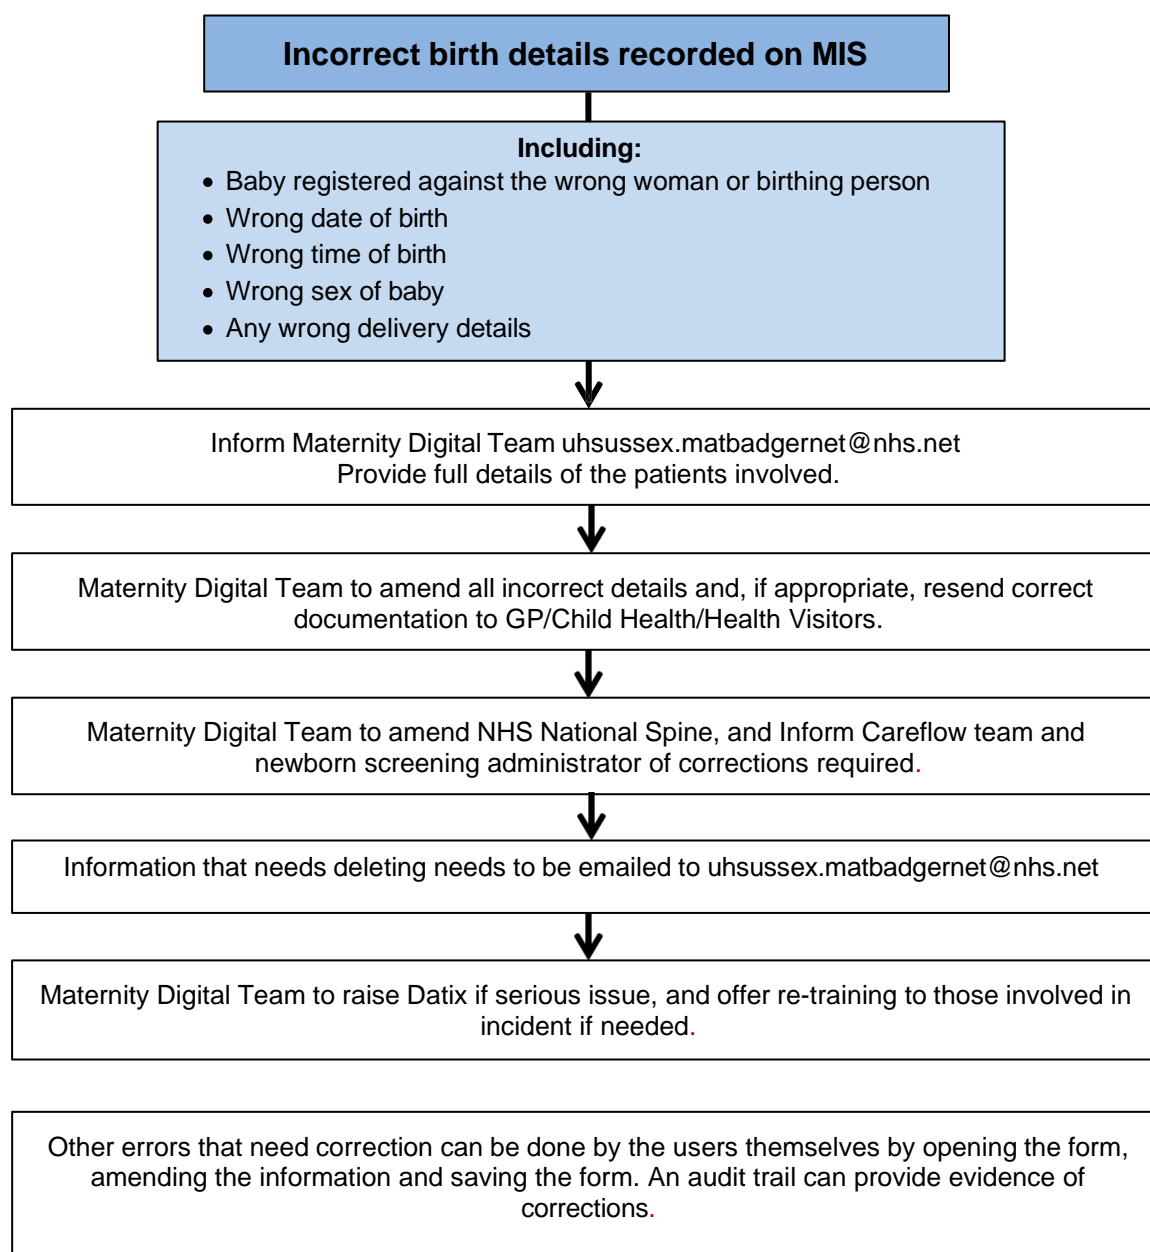 Incorrect birth details recorded on MIS
Including:
• Baby registered against the wrong woman or birthing person
• Wrong date of birth
• Wrong time of birth
• Wrong sex of baby
• Any wrong delivery details
Inform Maternity Digital Team uhsussex.matbadgernet@nhs.net
Provide full details of the patients involved.
Maternity Digital Team to amend all incorrect details and, if appropriate, resend correct
documentation to GP/Child Health/Health Visitors.
Maternity Digital Team to amend NHS National Spine, and Inform Careflow team and
newborn screening administrator of corrections required.
Information that needs deleting needs to be emailed to uhsussex.matbadgernet@nhs.net
Maternity Digital Team to raise Datix if serious issue, and offer re-training to those involved in
incident if needed.
Other errors that need correction can be done by the users themselves by opening the form,
amending the information and saving the form. An audit trail can provide evidence of
corrections.